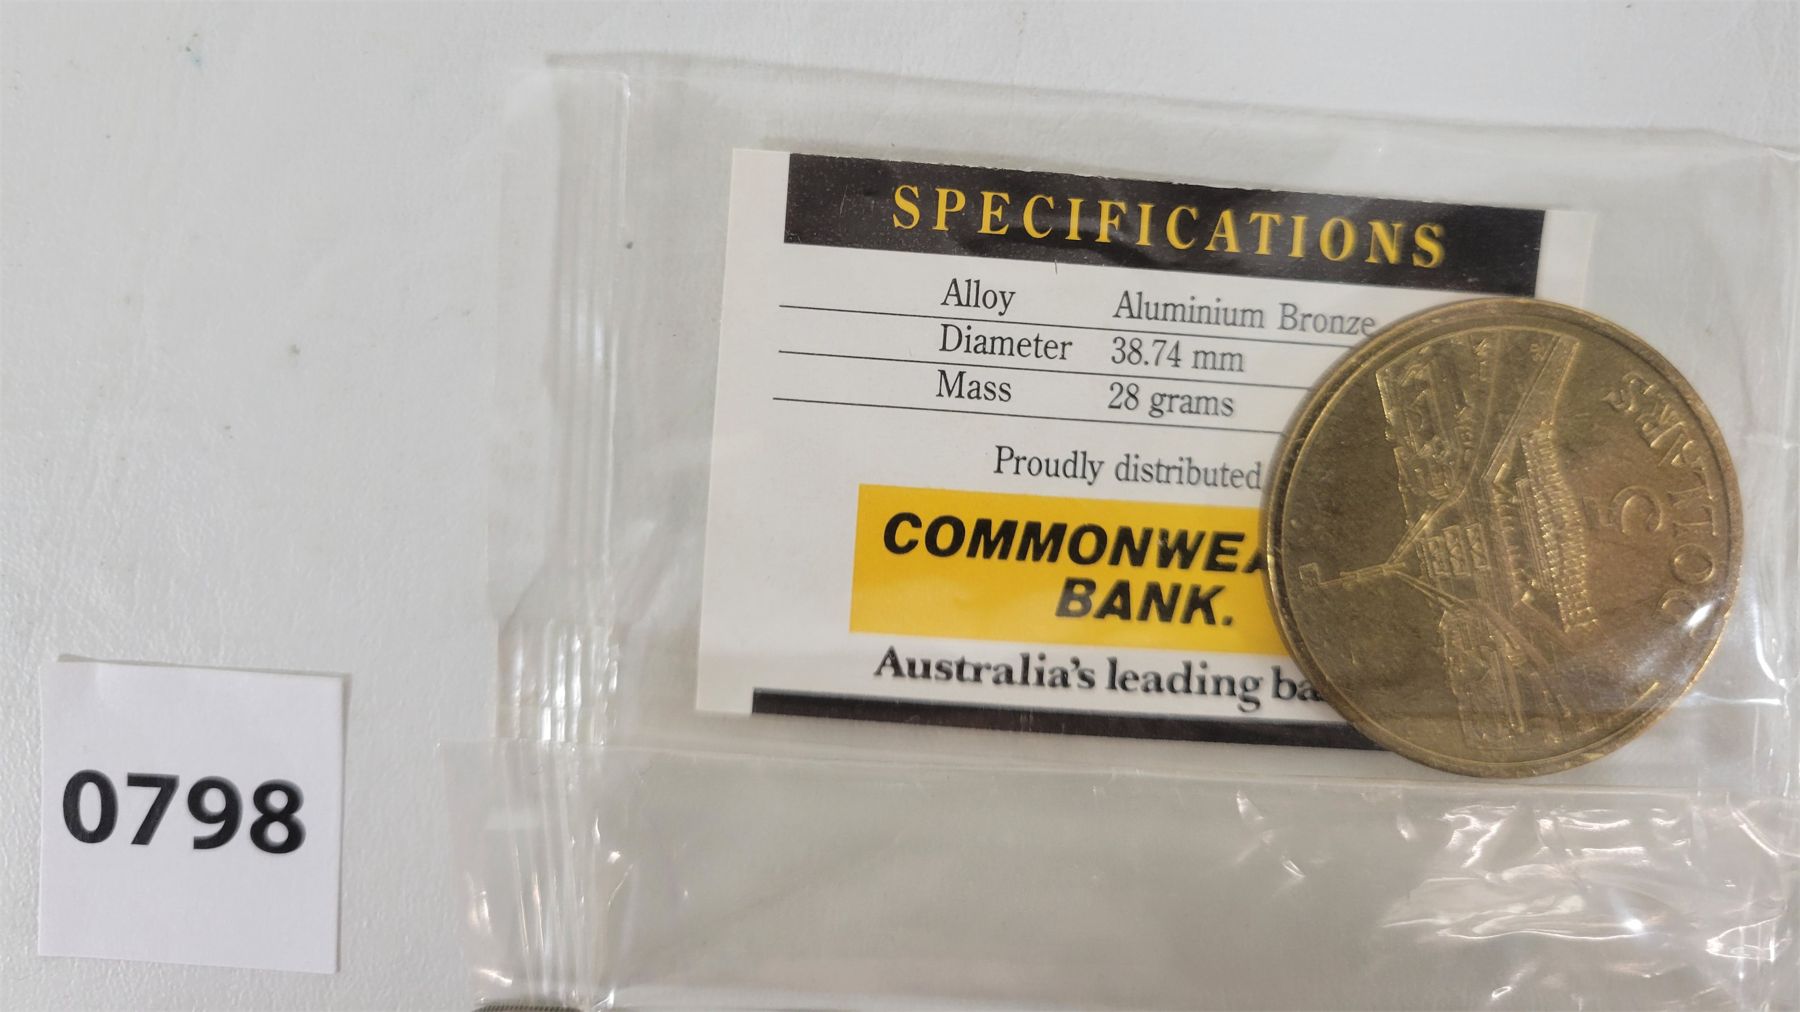 SPECIFICATIONS
Alloy Aluminium Bronze
Diameter 38.74 mm
Mass 28 grams
Proudly distributed
COMMONWEA
BANK.
Australia's leading ba
5
DOLLARS
0798